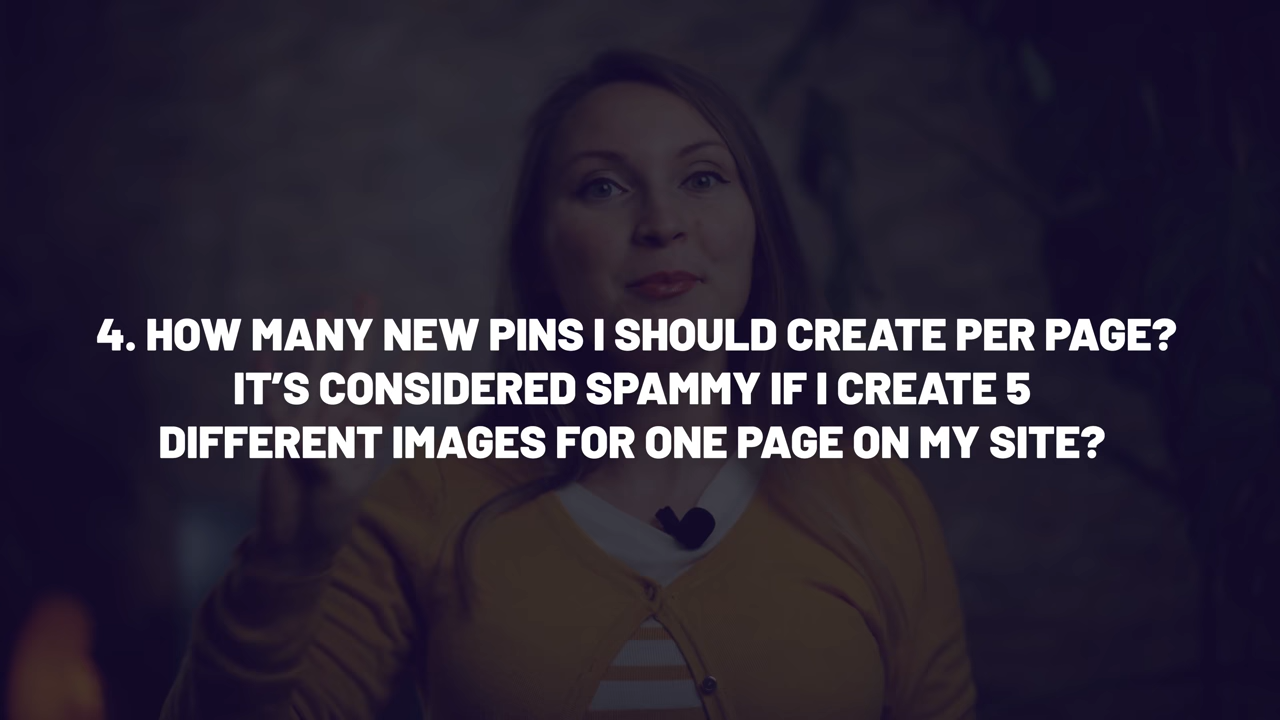 4. HOW MANY NEW PINS I SHOULD CREATE PER PAGE?
IT’S CONSIDERED SPAMMY IF I CREATE 5
DIFFERENT IMAGES FOR ONE PAGE ON MY SITE?